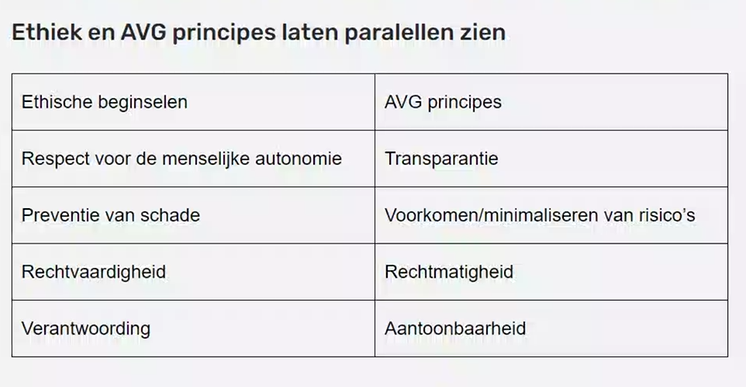 Ethiek en AVG principes laten paralellen zien
Ethische beginselen
AVG principes
Respect voor de menselijke autonomie
Transparantie
Preventie van schade
Voorkomen/minimaliseren van risico's
Rechtvaardigheid
Rechtmatigheid
Verantwoording
Aantoonbaarheid